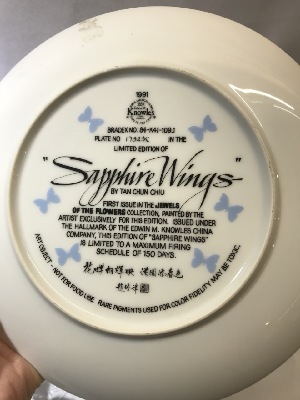 1991
Knowles
BRADEX NO. 84-K41-109.1
PLATE NO. IN THE
LIMITED EDITION OF
"Sapphire Wings"
BY TAN CHUN CHIU
FIRST ISSUE IN THE JEWELS
OF THE FLOWERS COLLECTION, PAINTED BY THE
ARTIST EXCLUSIVELY FOR THIS EDITION. ISSUED UNDER
THE HALLMARK OF THE EDWIN M. KNOWLES CHINA
COMPANY, THIS EDITION OF "SAPPHIRE WINGS"
IS LIMITED TO A MAXIMUM FIRING
SCHEDULE OF 150 DAYS.
ART OBJECT - NOT FOR FOOD USE. RARE PIGMENTS USED FOR COLOR FIDELITY MAY BE TOXIC.